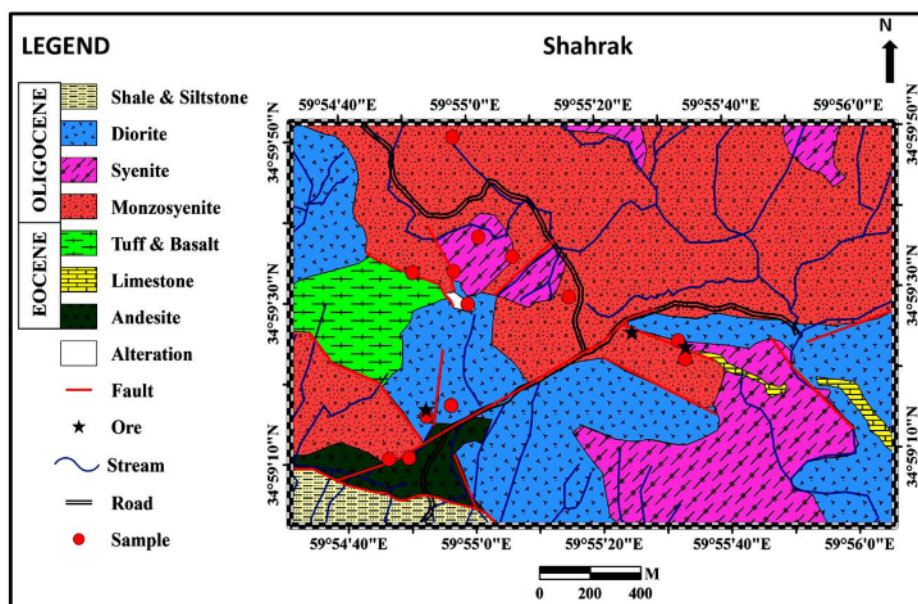 LEGEND
Shahrak
N
OLIGOCENE
EOCENE
Shale & Siltstone
Diorite
Syenite
Monzosyenite
Tuff & Basalt
Limestone
Andesite
Alteration
Fault
Ore
Stream
Road
Sample
59°54'40"E 59°55'00"E 59°55'20"E 59°55'40"E 59°56'0"E
34°59'50"N 34°59'50"N
34°59'30"N 34°59'30"N
34°59'10"N 34°59'10"N
59°54'40"E 59°55'0"E 59°55'20"E 59°55'40"E 59°56'0"E
M
0 200 400